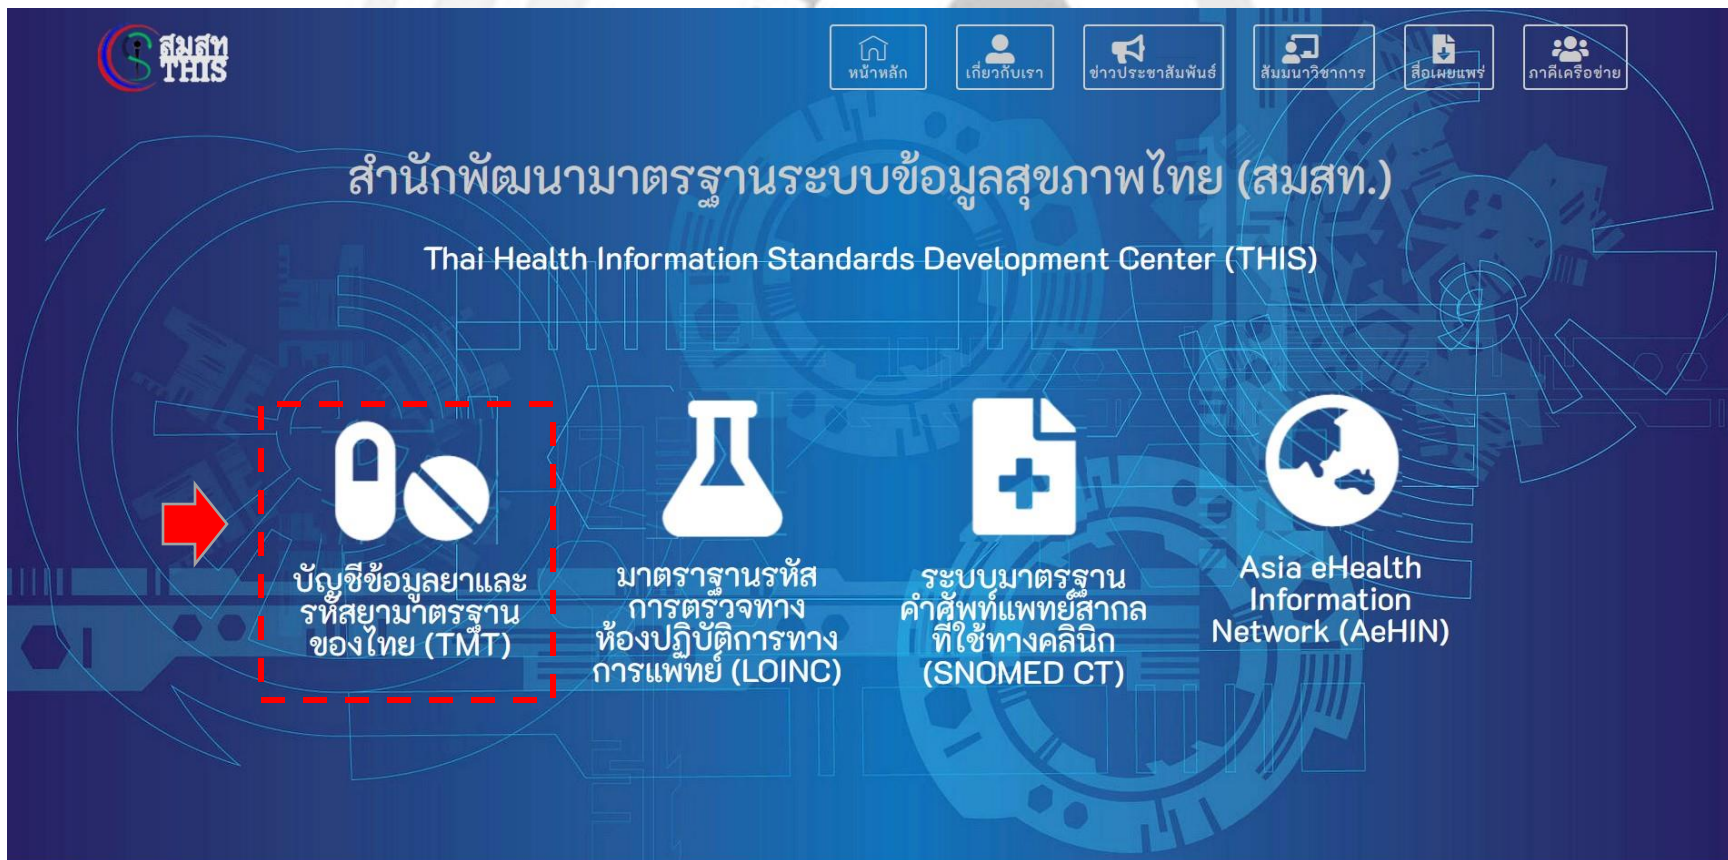 สมสท
THIS
หน้าหลัก
เกี่ยวกับเรา
ข่าวประชาสัมพันธ์
สัมมนาวิชาการ
สื่อเผยแพร่
ภาคีเครือข่าย
สำนักพัฒนามาตรฐานระบบข้อมูลสุขภาพไทย (สมสท.)
Thai Health Information Standards Development Center (THIS)
บัญชีข้อมูลยาและ
รหัสยามาตรฐาน
ของไทย (TMT)
มาตราฐานรหัส
การตรวจทาง
ห้องปฏิบัติการทาง
การแพทย์ (LOINC)
ระบบมาตรฐาน
คำศัพท์แพทย์สากล
ที่ใช้ทางคลินิก
(SNOMED CT)
Asia eHealth
Information
Network (AeHIN)